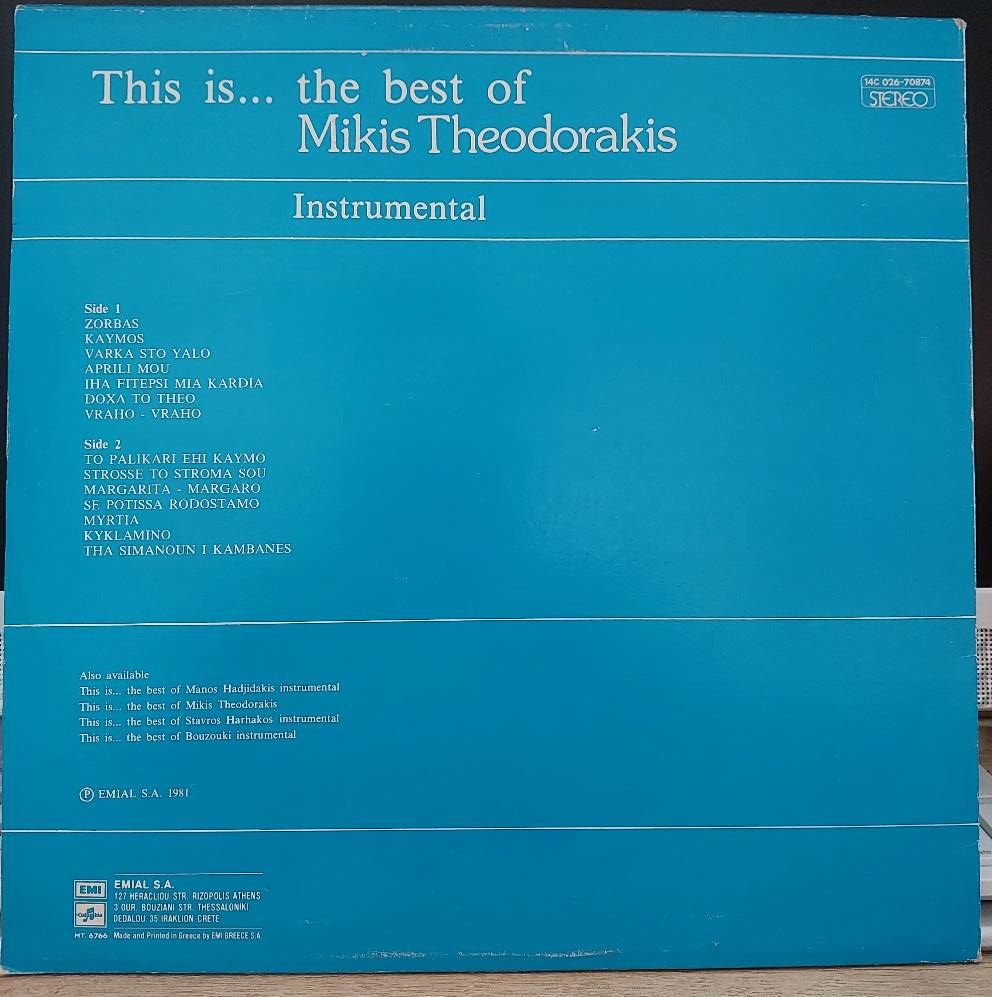 This is... the best of
Mikis Theodorakis
14C 026-70874
STEREO
Instrumental
Side 1
ZORBAS
KAYMOS
VARKA STO YALO
APRILI MOU
IHA FITEPSI MIA KARDIA
DOXA TO THEO
VRAHO - VRAHO
Side 2
TO PALIKARI EHI KAYMO
STROSSE TO STROMA SOU
MARGARITA - MARGARO
SE POTISSA RODOSTAMO
MYRTIA
KYKLAMINO
THA SIMANOUN I KAMBANES
Also available
This is... the best of Manos Hadjidakis instrumental
This is... the best of Mikis Theodorakis
This is... the best of Stavros Harhakos instrumental
This is... the best of Bouzouki instrumental
Ⓟ EMIAL S.A. 1981
EMI
Columbia
EMIAL S.A.
127 HERACLIOU STR. RIZOPOLIS ATHENS
3 OUR. BOUZIANI STR. THESSALONIKI
DEDALOU 35 IRAKLION CRETE
MT. 6766 Made and Printed in Greece by EMI GREECE S.A.